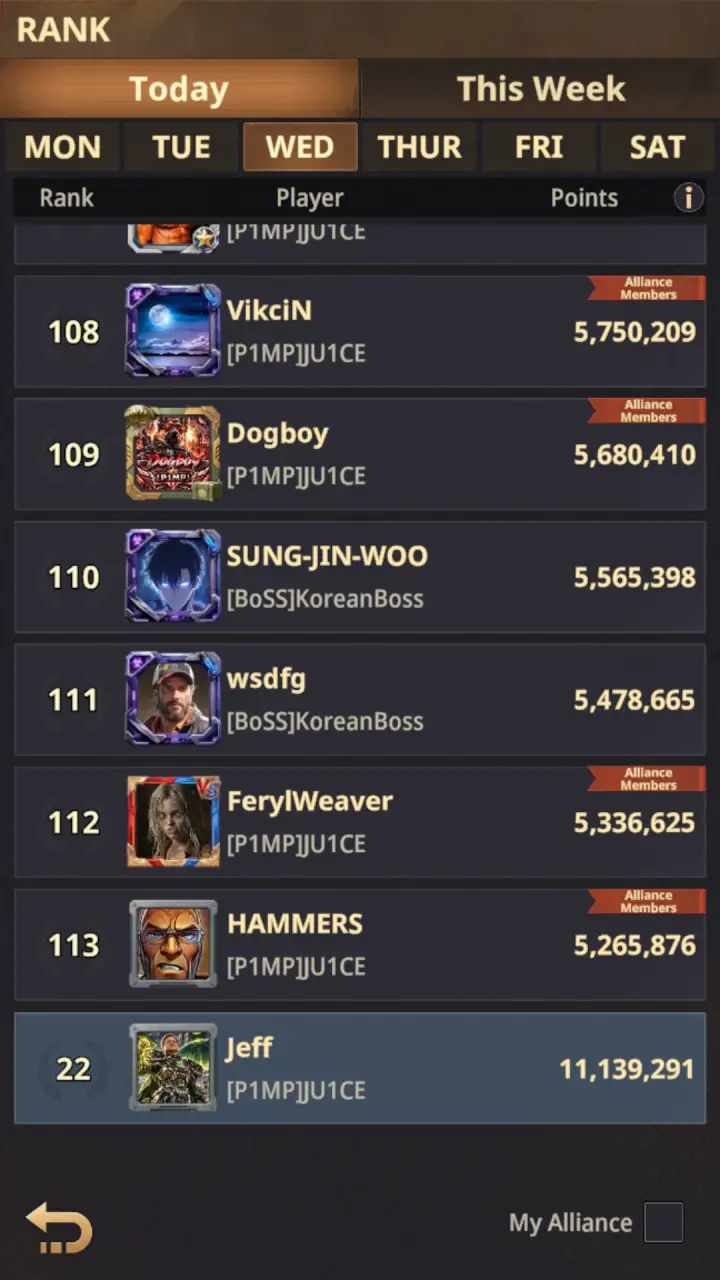 RANK
Today
This Week
MON
TUE
WED
THUR
FRI
SAT
Rank
Player
Points
i
[P1MP]JU1CE
108
VikciN
[P1MP]JU1CE
Alliance
Members
5,750,209
109
DOGBOY
[P1MP]
Dogboy
[P1MP]JU1CE
Alliance
Members
5,680,410
110
SUNG-JIN-WOO
[BoSS]KoreanBoss
5,565,398
111
wsdfg
[BoSS]KoreanBoss
5,478,665
112
VS
FerylWeaver
[P1MP]JU1CE
Alliance
Members
5,336,625
113
HAMMERS
[P1MP]JU1CE
Alliance
Members
5,265,876
22
Jeff
[P1MP]JU1CE
11,139,291
My Alliance